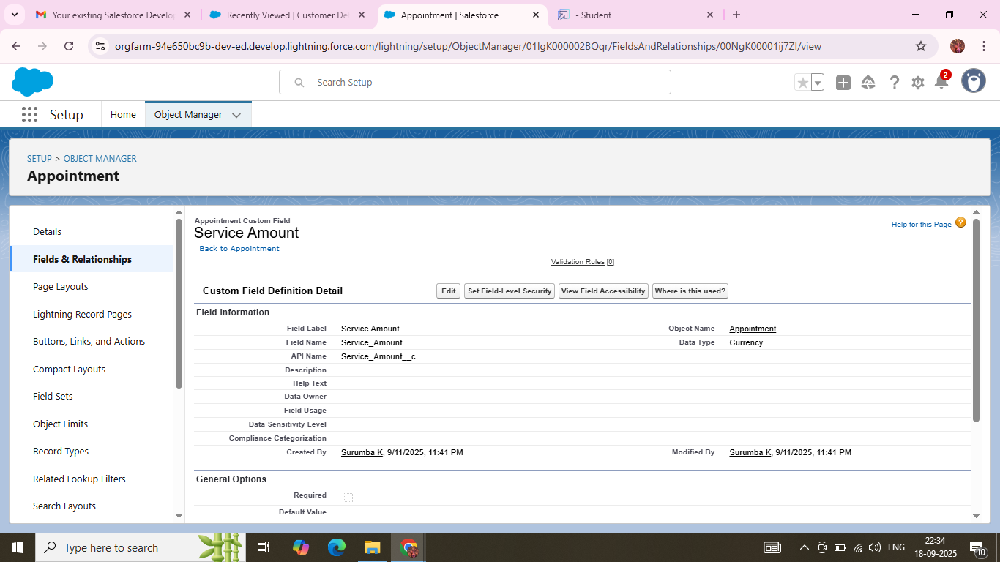 Your existing Salesforce Develo
Recently Viewed | Customer De
Appointment | Salesforce
- Student
orgfarm-94e650bc9b-dev-ed.develop.lightning.force.com/lightning/setup/ObjectManager/01IgK000002BQqr/FieldsAndRelationships/00NgK00001ij7ZI/view
Search Setup
2
Setup
Home
Object Manager
SETUP > OBJECT MANAGER
Appointment
Details
Fields & Relationships
Page Layouts
Lightning Record Pages
Buttons, Links, and Actions
Compact Layouts
Field Sets
Object Limits
Record Types
Related Lookup Filters
Search Layouts
Appointment Custom Field
Service Amount
Back to Appointment
Help for this Page ?
Validation Rules [0]
Custom Field Definition Detail
Edit
Set Field-Level Security
View Field Accessibility
Where is this used?
Field Information
Field Label Service Amount Object Name Appointment
Field Name Service_Amount Data Type Currency
API Name Service_Amount__c
Description
Help Text
Data Owner
Field Usage
Data Sensitivity Level
Compliance Categorization
Created By Surumba K, 9/11/2025, 11:41 PM Modified By Surumba K, 9/11/2025, 11:41 PM
General Options
Required
Default Value
Type here to search
ENG
22:34
18-09-2025
10